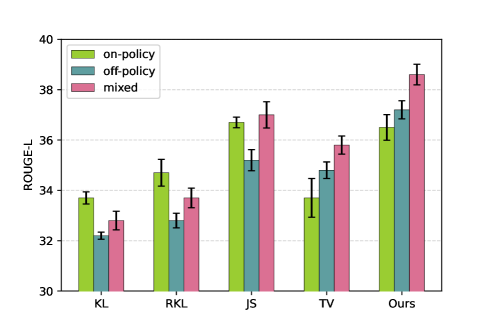 40
38
36
34
32
30
ROUGE-L
on-policy
off-policy
mixed
KL
RKL
JS
TV
Ours